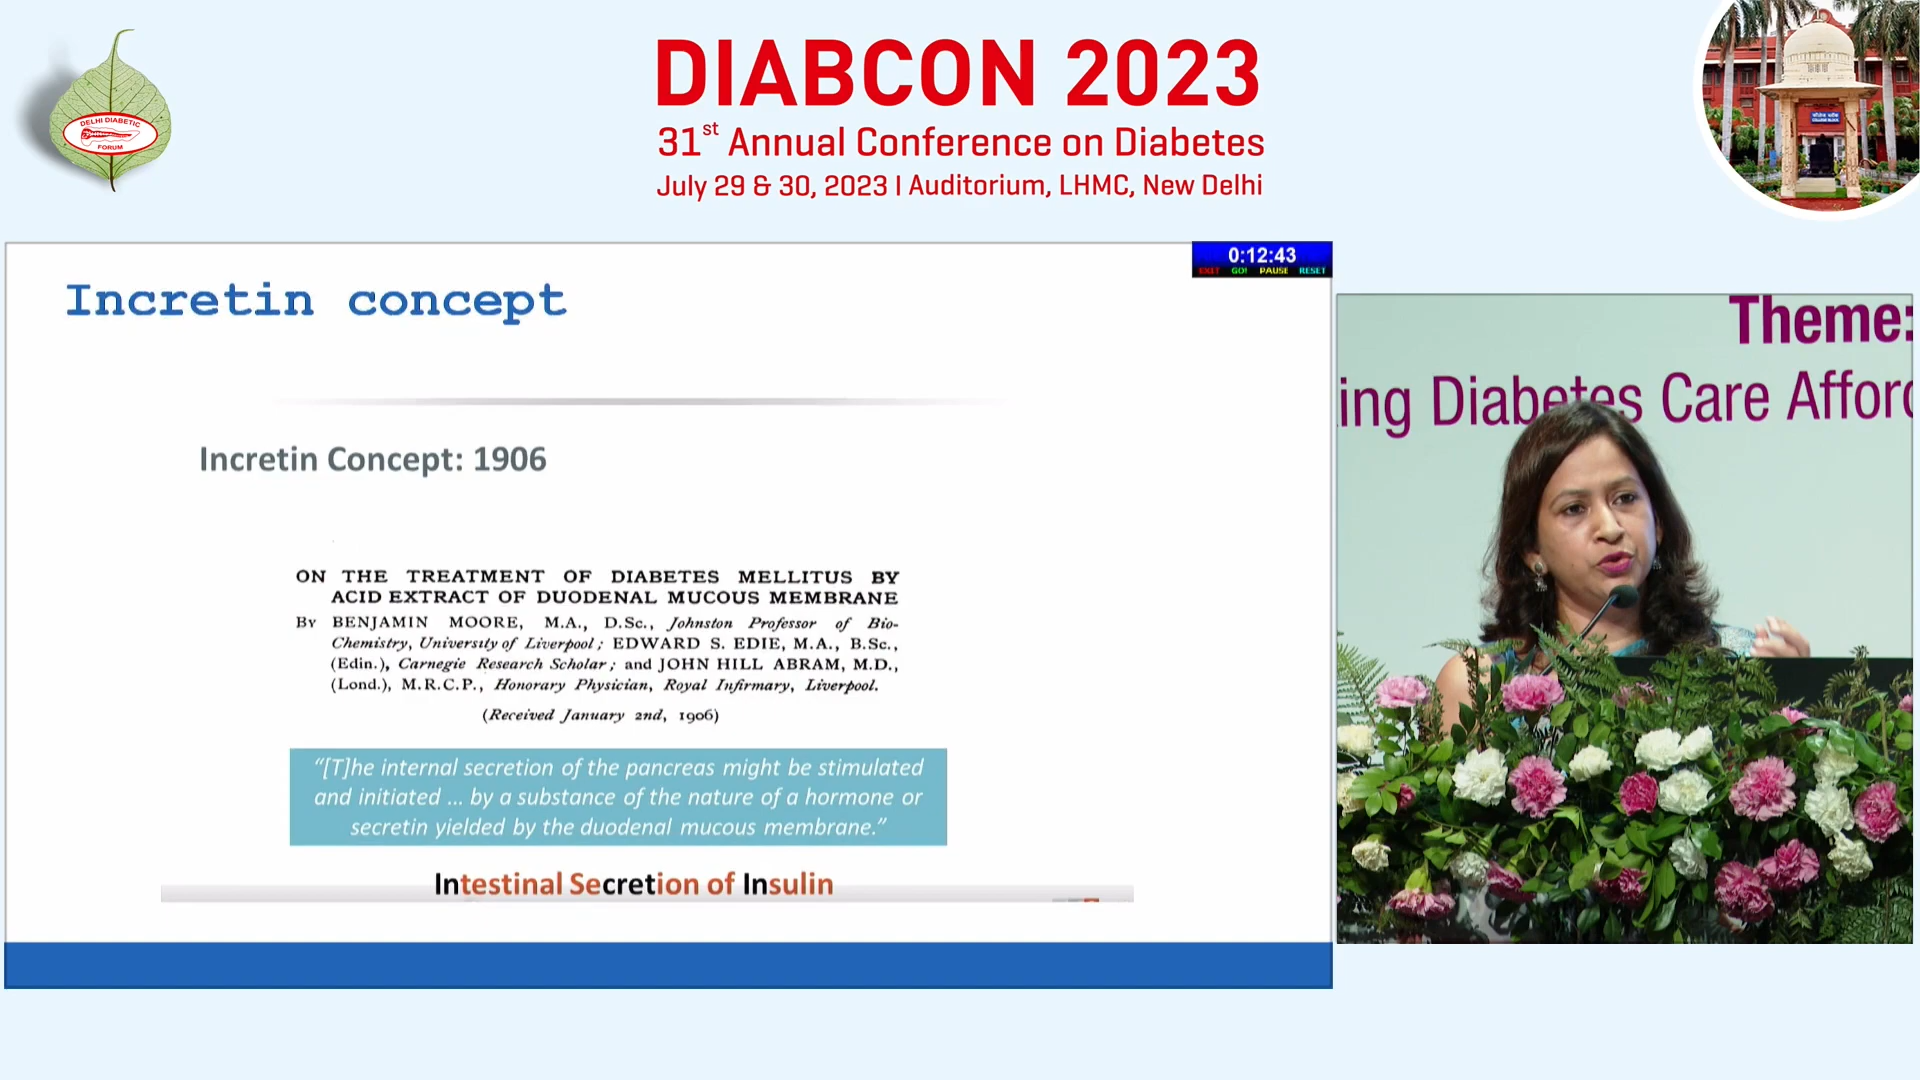 DELHI DIABETIC
FORUM
DIABCON 2023
31st Annual Conference on Diabetes
July 29 & 30, 2023 | Auditorium, LHMC, New Delhi
0:12:43
EXIT GO! PAUSE RESET
Incretin concept
Incretin Concept: 1906
ON THE TREATMENT OF DIABETES MELLITUS BY
ACID EXTRACT OF DUODENAL MUCOUS MEMBRANE
By BENJAMIN MOORE, M.A., D.Sc., Johnston Professor of Bio-
Chemistry, University of Liverpool; EDWARD S. EDIE, M.A., B.Sc.,
(Edin.), Carnegie Research Scholar; and JOHN HILL ABRAM, M.D.,
(Lond.), M.R.C.P., Honorary Physician, Royal Infirmary, Liverpool.
(Received January 2nd, 1906)
“[T]he internal secretion of the pancreas might be stimulated
and initiated ... by a substance of the nature of a hormone or
secretin yielded by the duodenal mucous membrane.”
Intestinal Secretion of Insulin
Theme:
ing Diabetes Care Afford